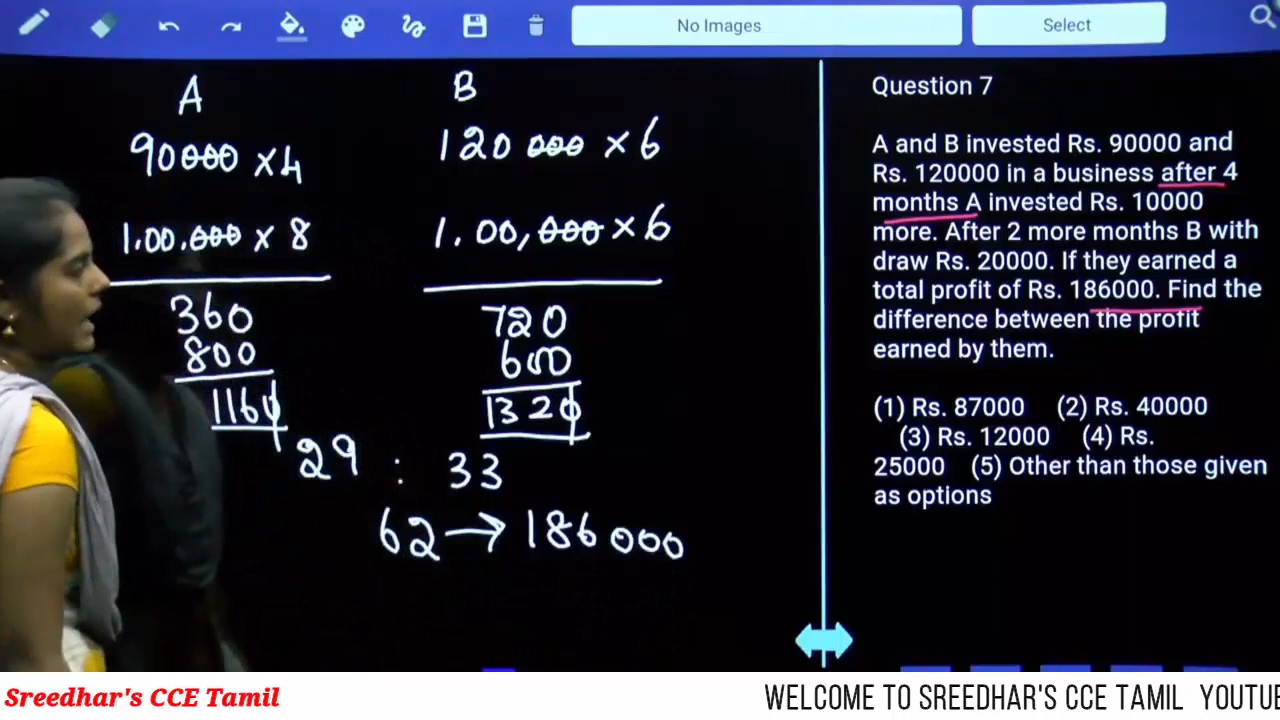 No Images
Select
A
B
90000 × 4
120 000 × 6
1.00.000 × 8
1.00,000 × 6
360
720
800
600
1160
1320
29 : 33
62 → 186000
Question 7
A and B invested Rs. 90000 and
Rs. 120000 in a business after 4
months A invested Rs. 10000
more. After 2 more months B with
draw Rs. 20000. If they earned a
total profit of Rs. 186000. Find the
difference between the profit
earned by them.
(1) Rs. 87000 (2) Rs. 40000
(3) Rs. 12000 (4) Rs.
25000 (5) Other than those given
as options
Sreedhar's CCE Tamil
WELCOME TO SREEDHAR'S CCE TAMIL YOUTUBE